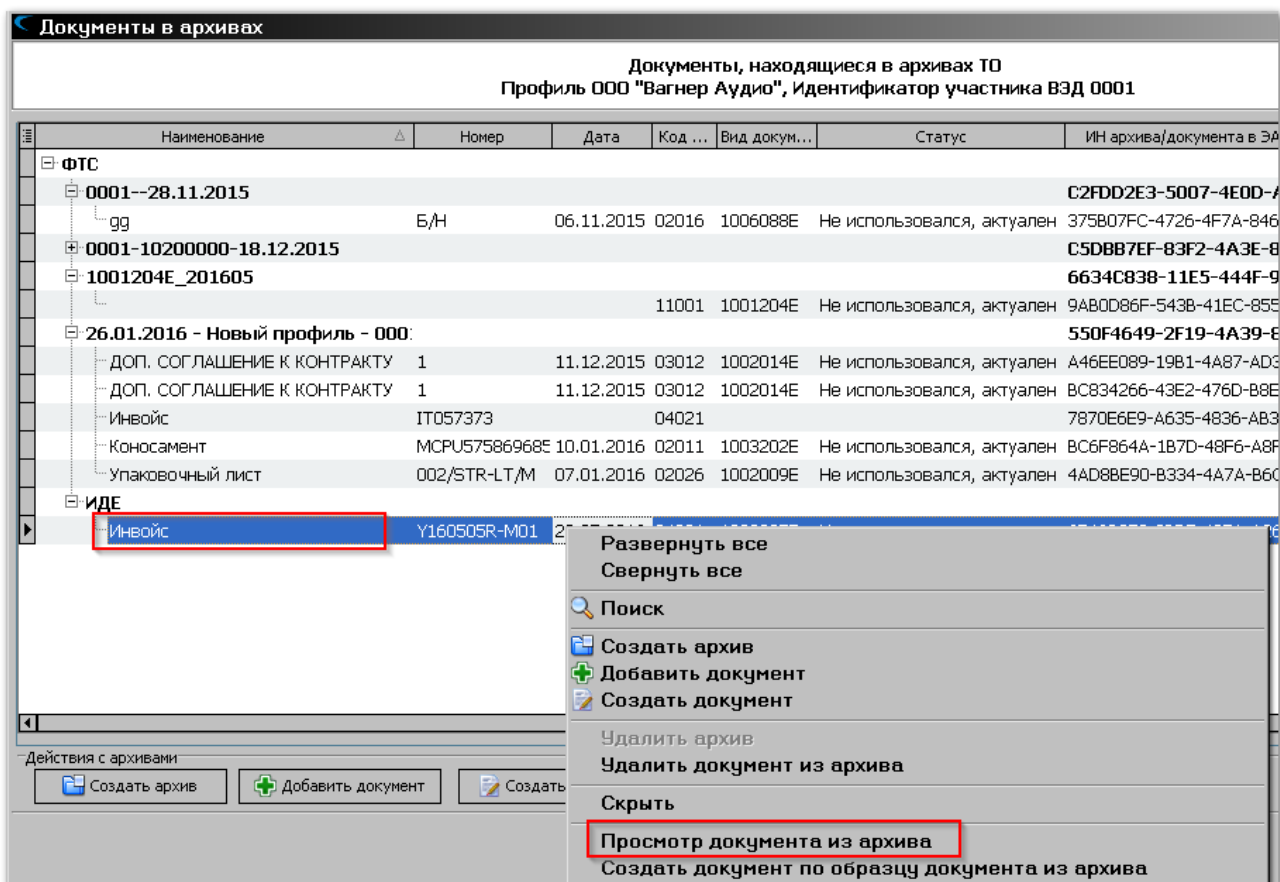 Документы в архивах
Документы, находящиеся в архивах ТО
Профиль ООО "Вагнер Аудио", Идентификатор участника ВЭД 0001
Наименование Номер Дата Код ... Вид докум... Статус ИН архива/документа в ЭА
ФТС
0001--28.11.2015 C2FDD2E3-5007-4E0D-
gg Б/Н 06.11.2015 02016 1006088E Не использовался, актуален 375B07FC-4726-4F7A-846
0001-10200000-18.12.2015 C5DBB7EF-83F2-4A3E-8
1001204E_201605 6634C838-11E5-444F-9
11001 1001204E Не использовался, актуален 9AB0D86F-543B-41EC-855
26.01.2016 - Новый профиль - 000 550F4649-2F19-4A39-8
ДОП. СОГЛАШЕНИЕ К КОНТРАКТУ 1 11.12.2015 03012 1002014E Не использовался, актуален A46EE089-19B1-4A87-AD3
ДОП. СОГЛАШЕНИЕ К КОНТРАКТУ 1 11.12.2015 03012 1002014E Не использовался, актуален BC834266-43E2-476D-B8E
Инвойс IT057373 04021 7870E6E9-A635-4836-AB3
Коносамент MCPU575869685 10.01.2016 02011 1003202E Не использовался, актуален BC6F864A-1B7D-48F6-A8F
Упаковочный лист 002/STR-LT/M 07.01.2016 02026 1002009E Не использовался, актуален 4AD8BE90-B334-4A7A-B60
ИДЕ
Инвойс Y160505R-M01
Развернуть все
Свернуть все
Поиск
Создать архив
Добавить документ
Создать документ
Удалить архив
Удалить документ из архива
Скрыть
Просмотр документа из архива
Создать документ по образцу документа из архива
Действия с архивами
Создать архив Добавить документ Создать